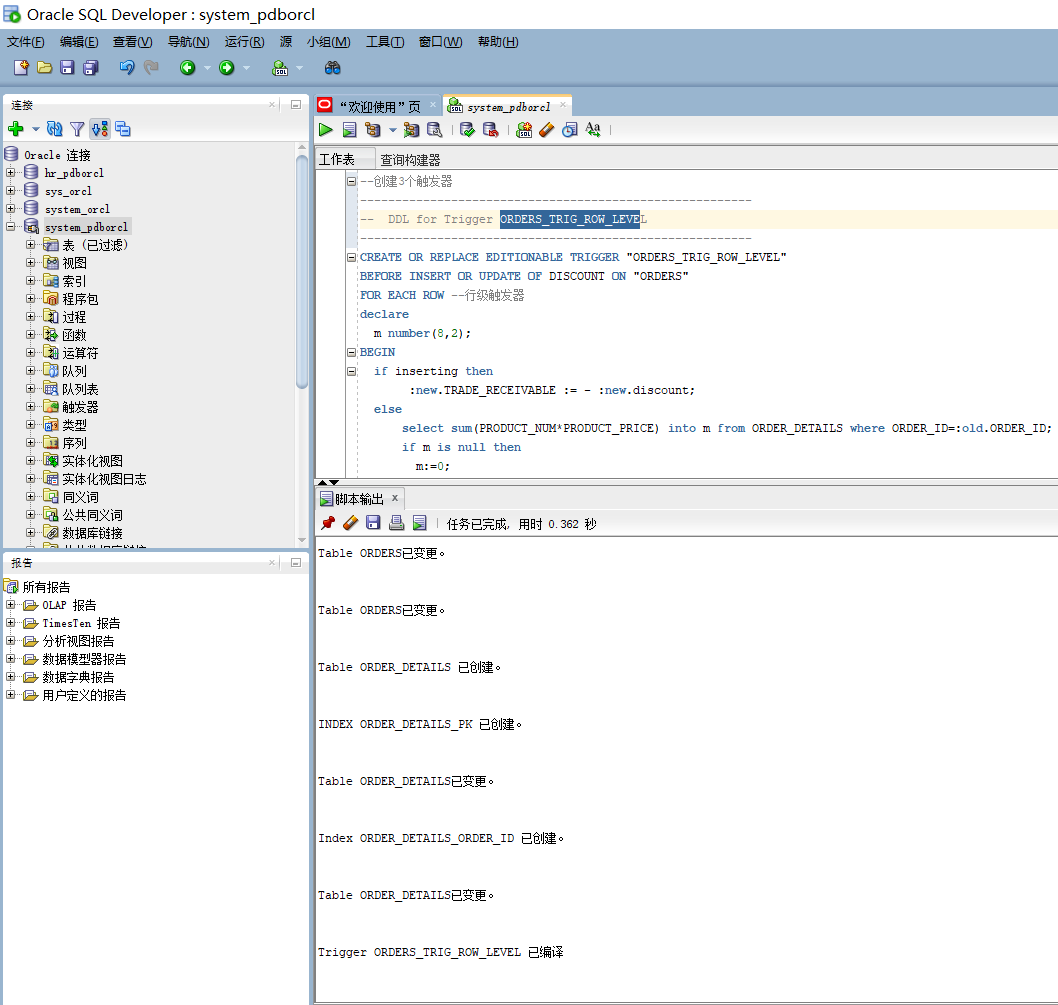 Oracle SQL Developer : system_pdborcl
文件(F) 编辑(E) 查看(V) 导航(N) 运行(R) 源 小组(M) 工具(T) 窗口(W) 帮助(H)
连接
Oracle 连接
hr_pdborcl
sys_orcl
system_orcl
system_pdborcl
表 (已过滤)
视图
索引
程序包
过程
函数
运算符
队列
队列表
触发器
类型
序列
实体化视图
实体化视图日志
同义词
公共同义词
数据库链接
报告
所有报告
OLAP 报告
TimesTen 报告
分析视图报告
数据模型器报告
数据字典报告
用户定义的报告
“欢迎使用”页 system_pdborcl
工作表 查询构建器
--创建3个触发器
--------------------------------------------------------
--  DDL for Trigger ORDERS_TRIG_ROW_LEVEL
--------------------------------------------------------
CREATE OR REPLACE EDITIONABLE TRIGGER "ORDERS_TRIG_ROW_LEVEL"
BEFORE INSERT OR UPDATE OF DISCOUNT ON "ORDERS"
FOR EACH ROW --行级触发器
declare
m number(8,2);
BEGIN
if inserting then
:new.TRADE_RECEIVABLE := - :new.discount;
else
select sum(PRODUCT_NUM*PRODUCT_PRICE) into m from ORDER_DETAILS where ORDER_ID=:old.ORDER_ID;
if m is null then
m:=0;
脚本输出 x
任务已完成, 用时 0.362 秒
Table ORDERS已变更。
Table ORDERS已变更。
Table ORDER_DETAILS 已创建。
INDEX ORDER_DETAILS_PK 已创建。
Table ORDER_DETAILS已变更。
Index ORDER_DETAILS_ORDER_ID 已创建。
Table ORDER_DETAILS已变更。
Trigger ORDERS_TRIG_ROW_LEVEL 已编译